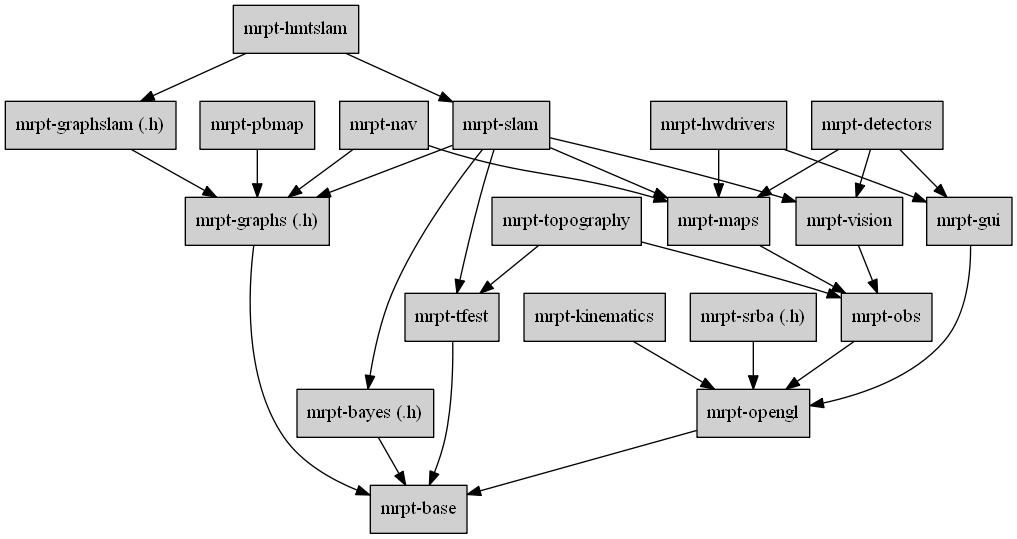 mrpt-hmtslam
mrpt-graphslam (.h)
mrpt-pbmap
mrpt-nav
mrpt-slam
mrpt-hwdrivers
mrpt-detectors
mrpt-graphs (.h)
mrpt-topography
mrpt-maps
mrpt-vision
mrpt-gui
mrpt-tfest
mrpt-kinematics
mrpt-srba (.h)
mrpt-obs
mrpt-bayes (.h)
mrpt-opengl
mrpt-base